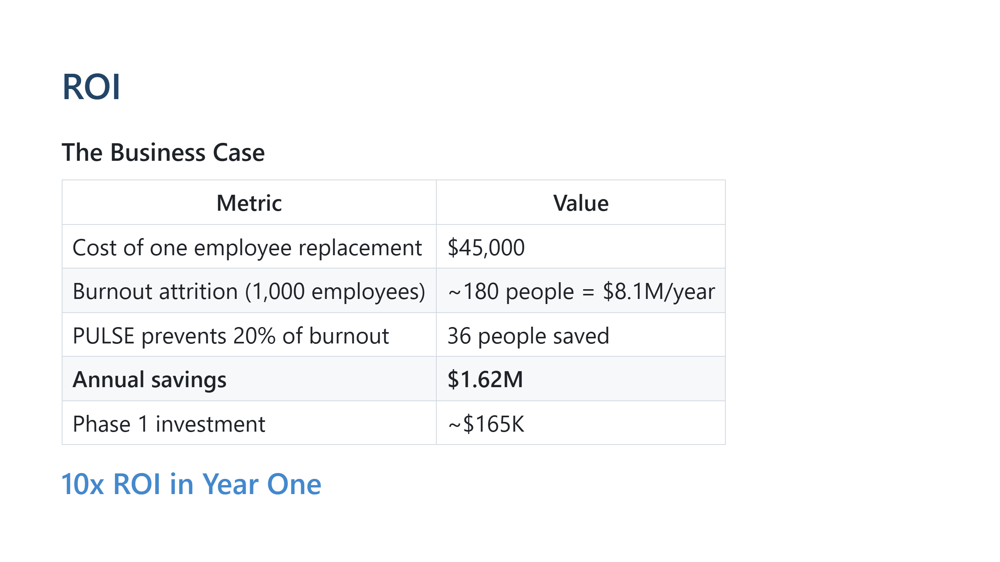 ROI
The Business Case
Metric Value
Cost of one employee replacement $45,000
Burnout attrition (1,000 employees) ~180 people = $8.1M/year
PULSE prevents 20% of burnout 36 people saved
Annual savings $1.62M
Phase 1 investment ~$165K
10x ROI in Year One